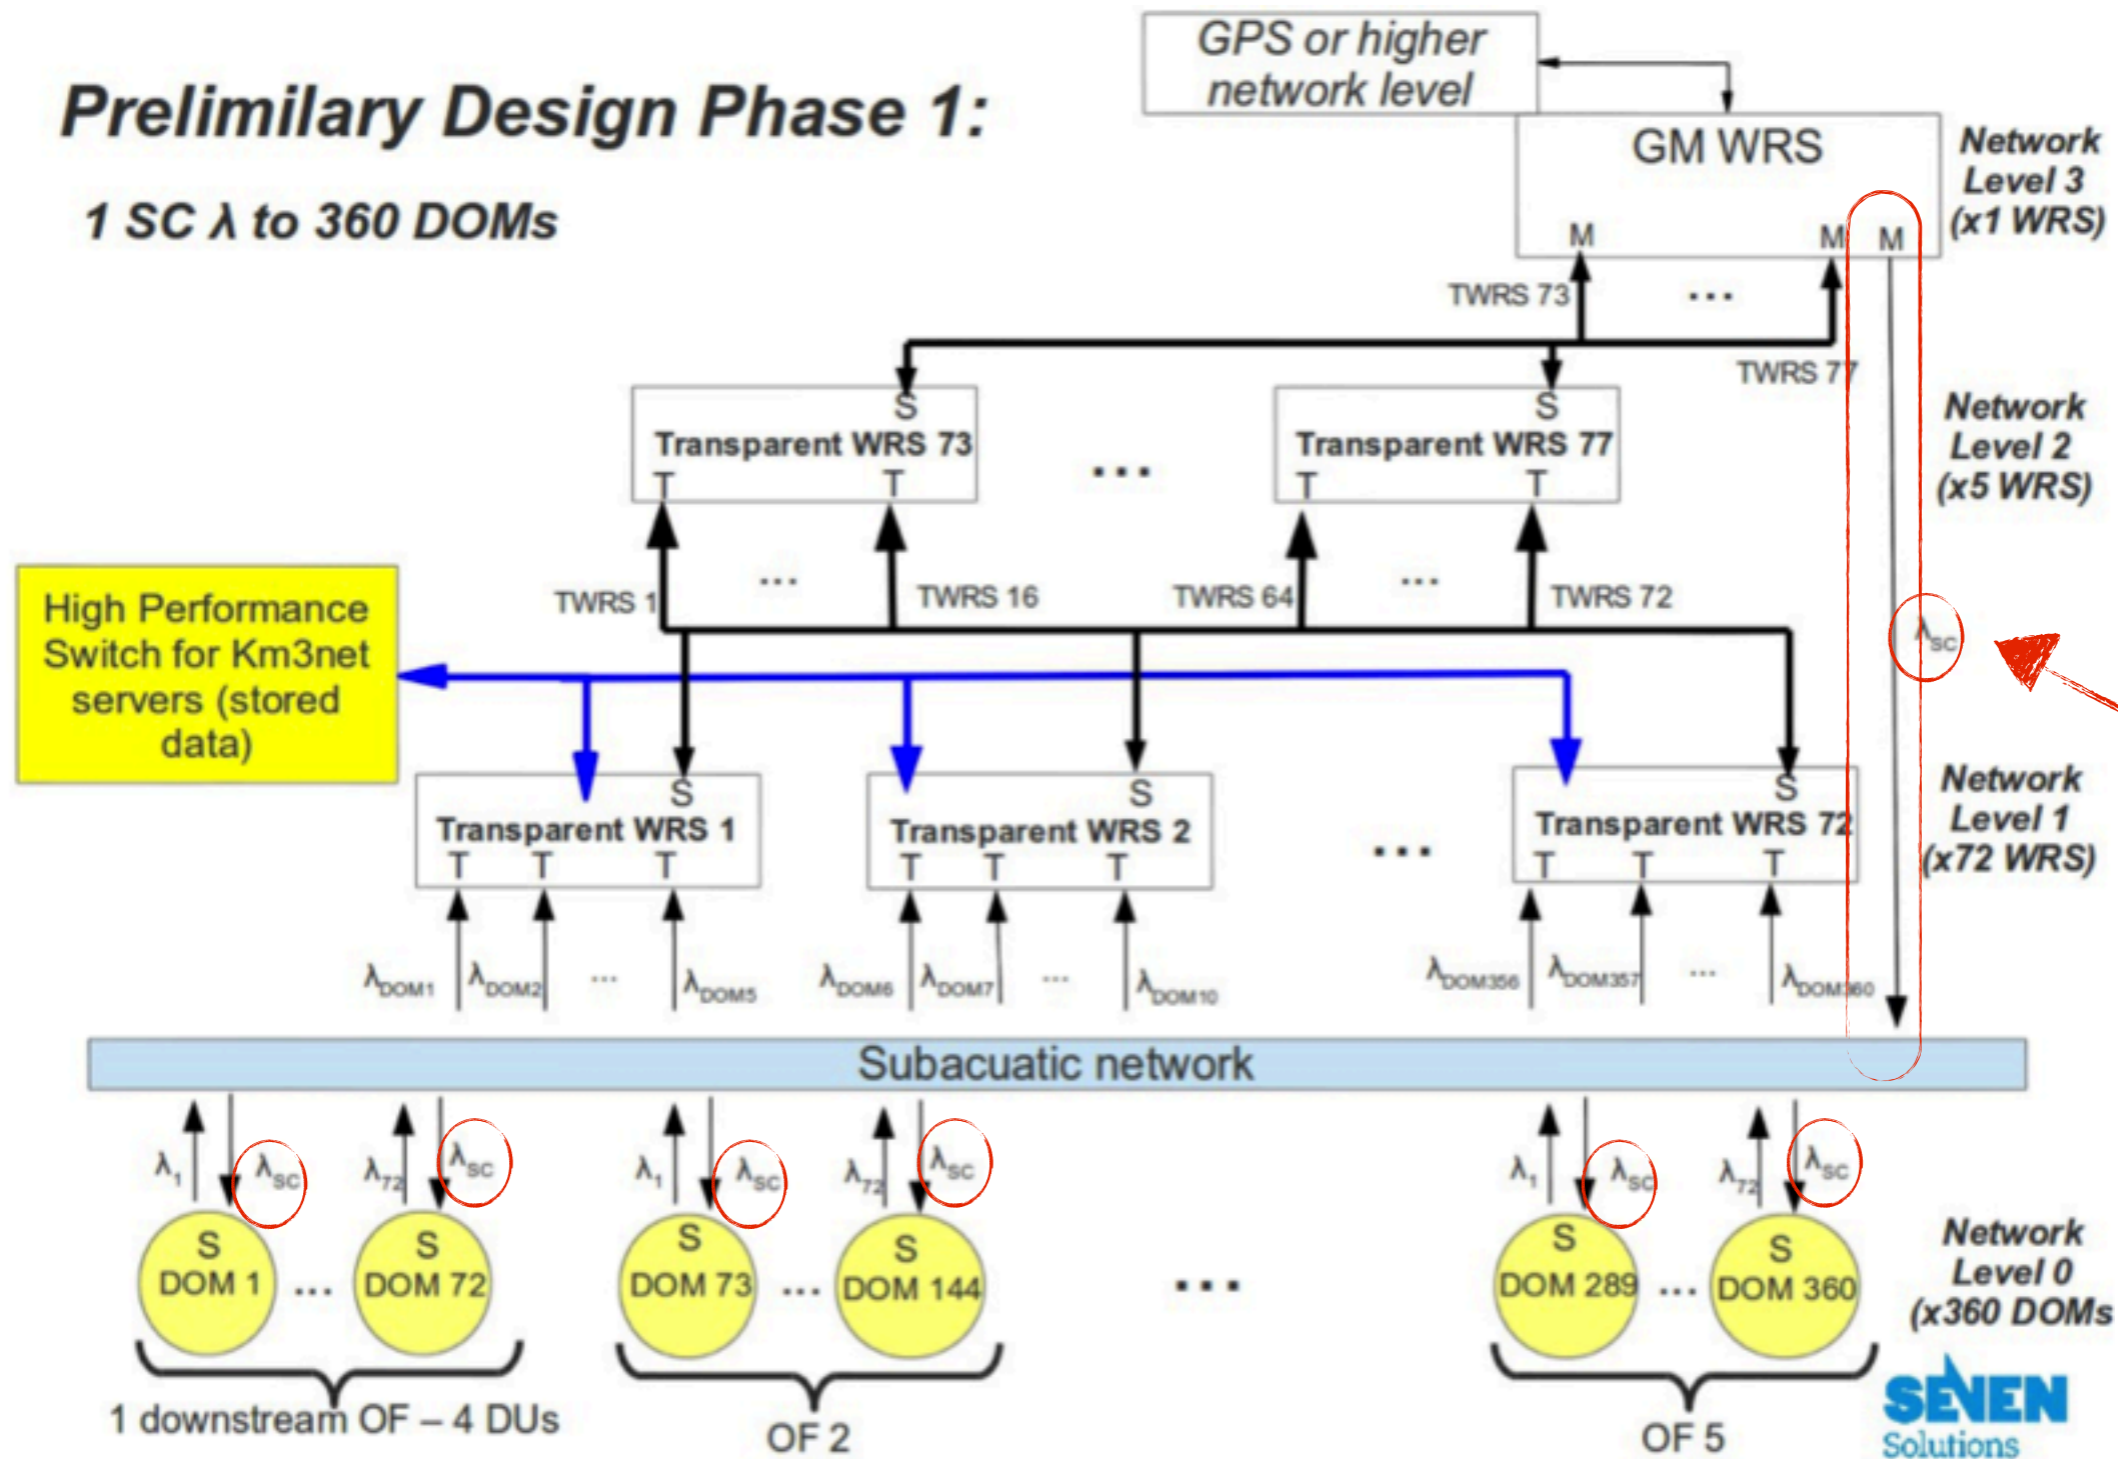 GPS or higher
network level
Prelimilary Design Phase 1:
1 SC λ to 360 DOMs
GM WRS
M
M
M
Network
Level 3
(x1 WRS)
TWRS 73
...
TWRS 77
S
Transparent WRS 73
T
T
...
S
Transparent WRS 77
T
T
Network
Level 2
(x5 WRS)
TWRS 1
...
TWRS 16
TWRS 64
...
TWRS 72
High Performance
Switch for Km3net
servers (stored
data)
λSC
S
Transparent WRS 1
T
T
T
S
Transparent WRS 2
T
T
T
...
S
Transparent WRS 72
T
T
T
Network
Level 1
(x72 WRS)
λDOM1
λDOM2
...
λDOM5
λDOM6
λDOM7
...
λDOM10
λDOM356
λDOM357
...
λDOM360
Subacuatic network
λ1
λSC
λ72
λSC
λ1
λSC
λ72
λSC
λ1
λSC
λ72
λSC
S
DOM 1
...
S
DOM 72
S
DOM 73
...
S
DOM 144
...
S
DOM 289
...
S
DOM 360
Network
Level 0
(x360 DOMs
1 downstream OF – 4 DUs
OF 2
OF 5
SEVEN
Solutions